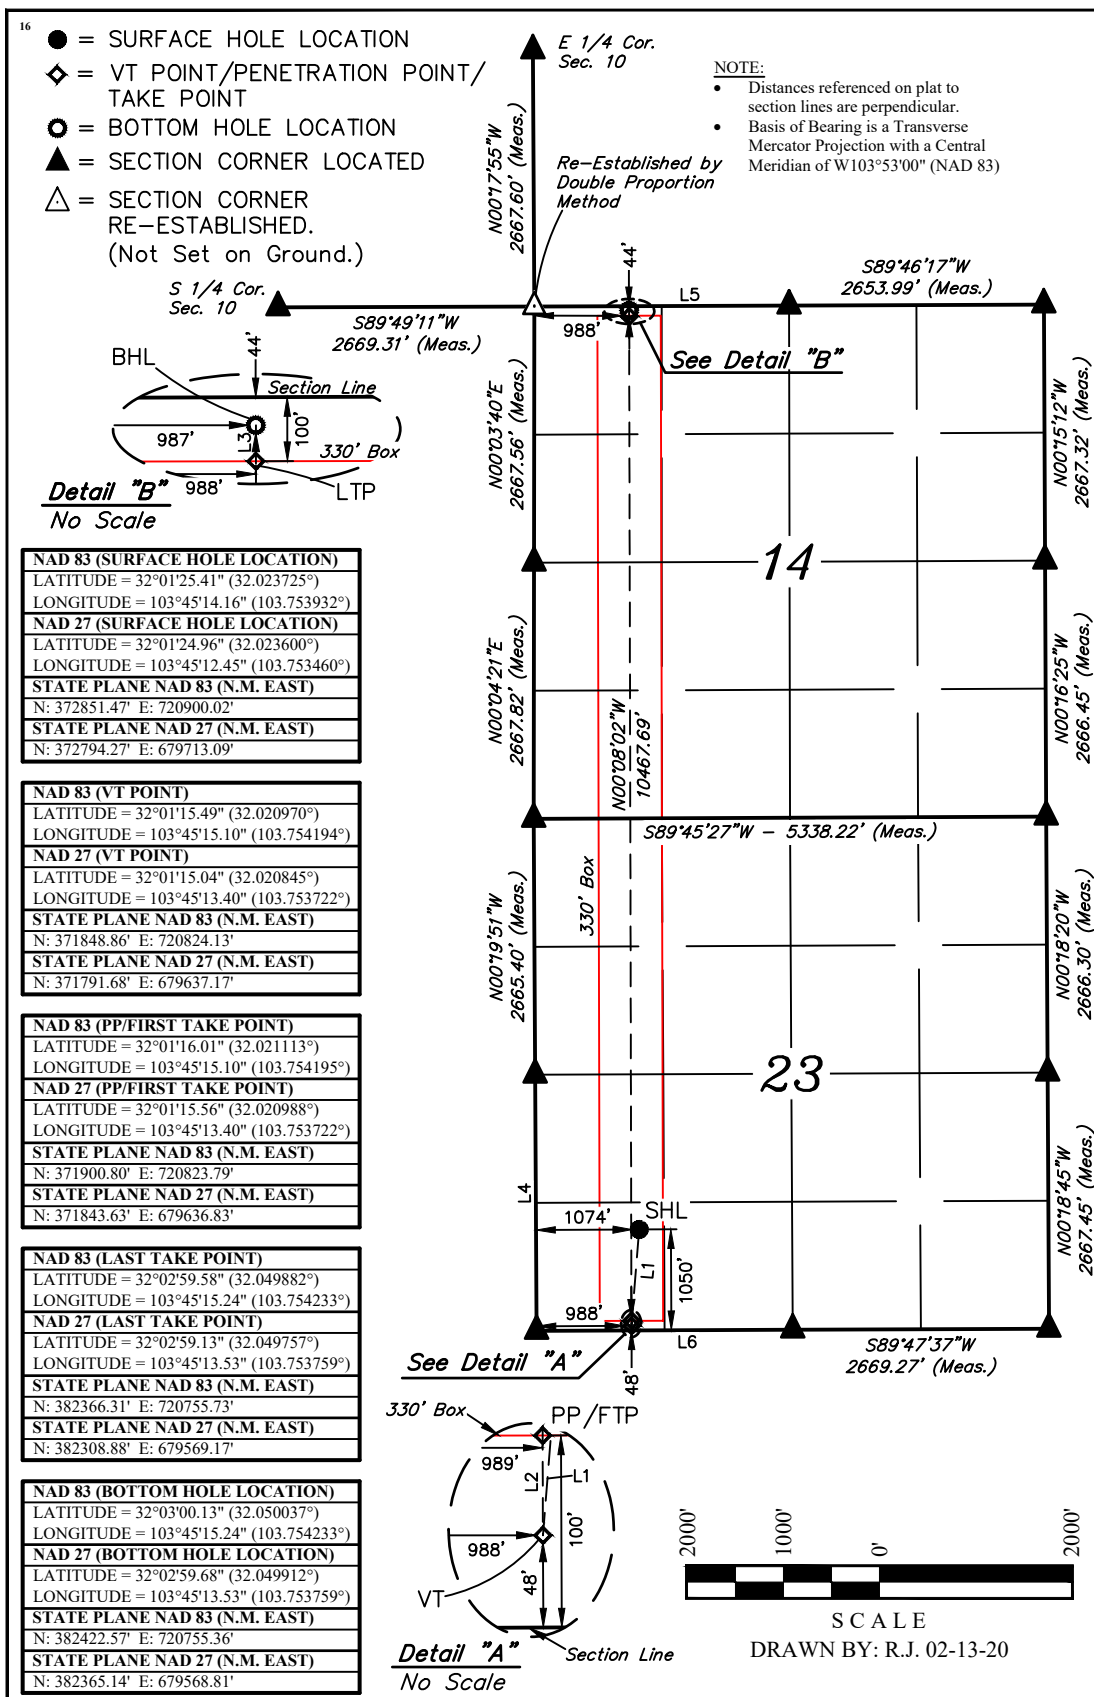 16
= SURFACE HOLE LOCATION
= VT POINT/PENETRATION POINT/
TAKE POINT
= BOTTOM HOLE LOCATION
= SECTION CORNER LOCATED
= SECTION CORNER
RE-ESTABLISHED.
(Not Set on Ground.)
E 1/4 Cor.
Sec. 10
NOTE:
• Distances referenced on plat to
section lines are perpendicular.
• Basis of Bearing is a Transverse
Mercator Projection with a Central
Meridian of W103°53'00" (NAD 83)
N00°17'55"W
2667.60' (Meas.)
Re-Established by
Double Proportion
Method
S 1/4 Cor.
Sec. 10
S89°49'11"W
2669.31' (Meas.)
44'
L5
S89°46'17"W
2653.99' (Meas.)
988'
See Detail "B"
BHL
44'
Section Line
987'
L3
100'
330' Box
988'
LTP
Detail "B"
No Scale
N00°03'40"E
2667.56' (Meas.)
N00°15'12"W
2667.32' (Meas.)
14
N00°04'21"E
2667.82' (Meas.)
N00°16'25"W
2666.45' (Meas.)
N00°08'02"W
10467.69'
S89°45'27"W - 5338.22' (Meas.)
330' Box
N00°19'51"W
2665.40' (Meas.)
N00°18'20"W
2666.30' (Meas.)
23
L4
N00°18'45"W
2667.45' (Meas.)
1074'
SHL
L1
1050'
988'
L6
S89°47'37"W
2669.27' (Meas.)
See Detail "A"
48'
NAD 83 (SURFACE HOLE LOCATION)
LATITUDE = 32°01'25.41" (32.023725°)
LONGITUDE = 103°45'14.16" (103.753932°)
NAD 27 (SURFACE HOLE LOCATION)
LATITUDE = 32°01'24.96" (32.023600°)
LONGITUDE = 103°45'12.45" (103.753460°)
STATE PLANE NAD 83 (N.M. EAST)
N: 372851.47' E: 720900.02'
STATE PLANE NAD 27 (N.M. EAST)
N: 372794.27' E: 679713.09'
NAD 83 (VT POINT)
LATITUDE = 32°01'15.49" (32.020970°)
LONGITUDE = 103°45'15.10" (103.754194°)
NAD 27 (VT POINT)
LATITUDE = 32°01'15.04" (32.020845°)
LONGITUDE = 103°45'13.40" (103.753722°)
STATE PLANE NAD 83 (N.M. EAST)
N: 371848.86' E: 720824.13'
STATE PLANE NAD 27 (N.M. EAST)
N: 371791.68' E: 679637.17'
NAD 83 (PP/FIRST TAKE POINT)
LATITUDE = 32°01'16.01" (32.021113°)
LONGITUDE = 103°45'15.10" (103.754195°)
NAD 27 (PP/FIRST TAKE POINT)
LATITUDE = 32°01'15.56" (32.020988°)
LONGITUDE = 103°45'13.40" (103.753722°)
STATE PLANE NAD 83 (N.M. EAST)
N: 371900.80' E: 720823.79'
STATE PLANE NAD 27 (N.M. EAST)
N: 371843.63' E: 679636.83'
NAD 83 (LAST TAKE POINT)
LATITUDE = 32°02'59.58" (32.049882°)
LONGITUDE = 103°45'15.24" (103.754233°)
NAD 27 (LAST TAKE POINT)
LATITUDE = 32°02'59.13" (32.049757°)
LONGITUDE = 103°45'13.53" (103.753759°)
STATE PLANE NAD 83 (N.M. EAST)
N: 382366.31' E: 720755.73'
STATE PLANE NAD 27 (N.M. EAST)
N: 382308.88' E: 679569.17'
NAD 83 (BOTTOM HOLE LOCATION)
LATITUDE = 32°03'00.13" (32.050037°)
LONGITUDE = 103°45'15.24" (103.754233°)
NAD 27 (BOTTOM HOLE LOCATION)
LATITUDE = 32°02'59.68" (32.049912°)
LONGITUDE = 103°45'13.53" (103.753759°)
STATE PLANE NAD 83 (N.M. EAST)
N: 382422.57' E: 720755.36'
STATE PLANE NAD 27 (N.M. EAST)
N: 382365.14' E: 679568.81'
330' Box
PP/FTP
989'
L2
L1
100'
988'
48'
VT
Section Line
Detail "A"
No Scale
2000'
1000'
0'
2000'
SCALE
DRAWN BY: R.J. 02-13-20